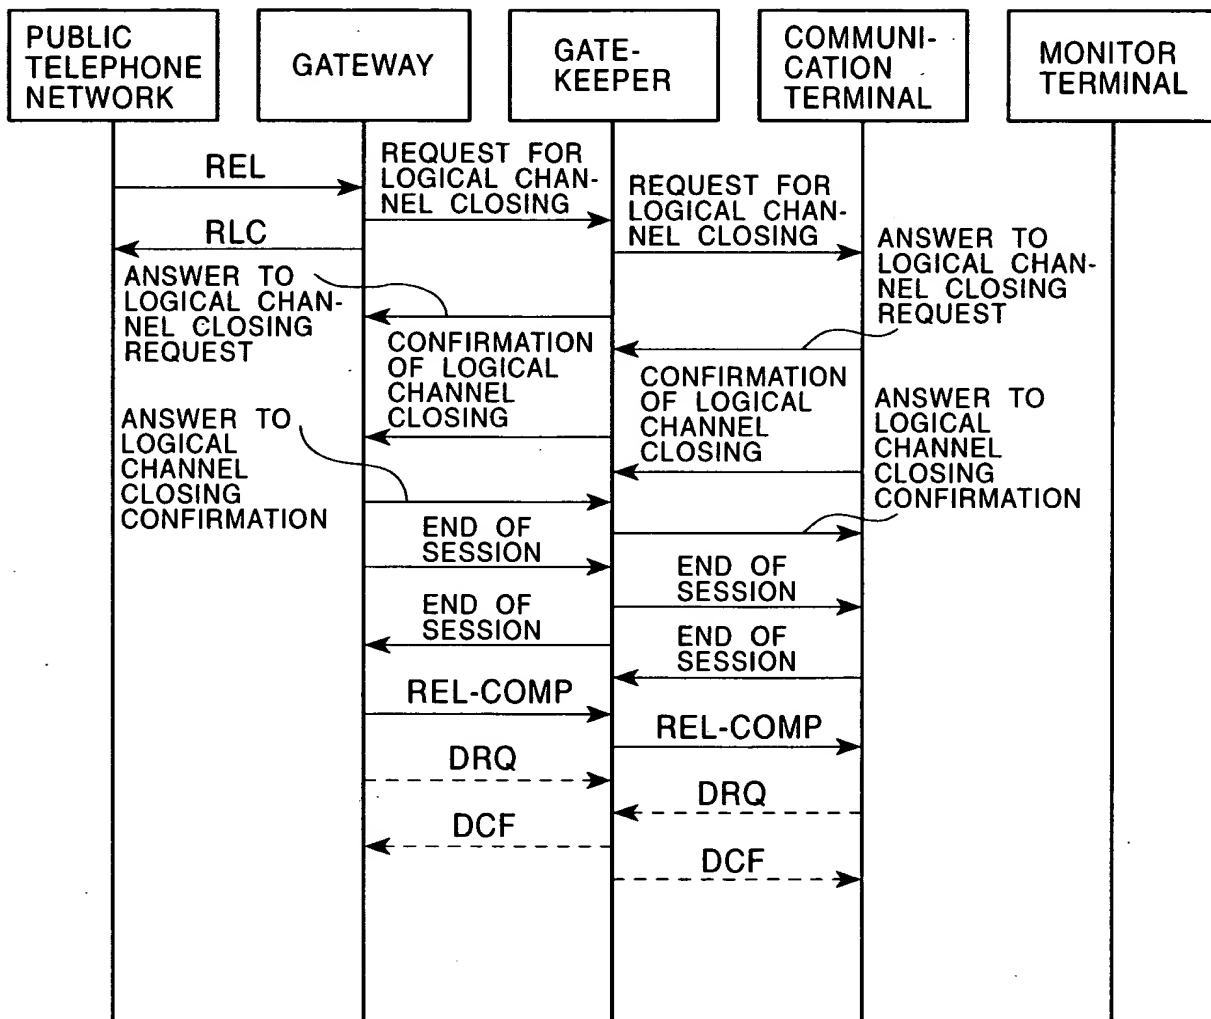 PUBLIC
TELEPHONE
NETWORK
GATEWAY
GATE-
KEEPER
COMMUNI-
CATION
TERMINAL
MONITOR
TERMINAL
REL
REQUEST FOR
LOGICAL CHAN-
NEL CLOSING
REQUEST FOR
LOGICAL CHAN-
NEL CLOSING
RLC
ANSWER TO
LOGICAL CHAN-
NEL CLOSING
REQUEST
ANSWER TO
LOGICAL CHAN-
NEL CLOSING
REQUEST
CONFIRMATION
OF LOGICAL
CHANNEL
CLOSING
CONFIRMATION
OF LOGICAL
CHANNEL
CLOSING
ANSWER TO
LOGICAL
CHANNEL
CLOSING
CONFIRMATION
ANSWER TO
LOGICAL
CHANNEL
CLOSING
CONFIRMATION
END OF
SESSION
END OF
SESSION
END OF
SESSION
END OF
SESSION
REL-COMP
REL-COMP
DRQ
DRQ
DCF
DCF